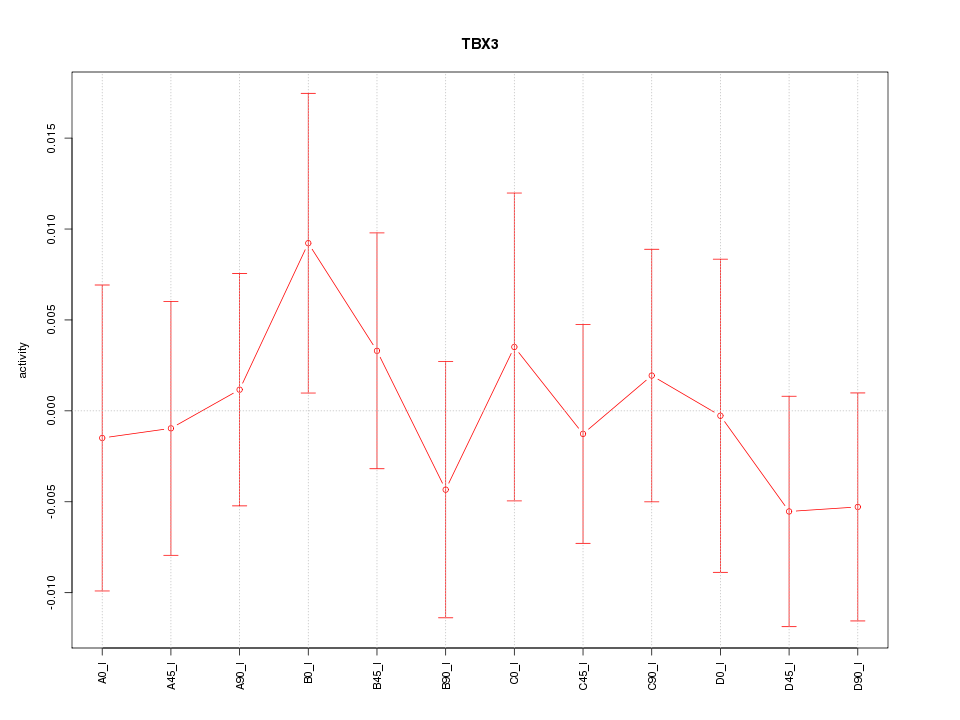 TBX3
activity
0.015
0.010
0.005
0.000
-0.005
-0.010
A0_I
A45_I
A90_I
B0_I
B45_I
B90_I
C0_I
C45_I
C90_I
D0_I
D45_I
D90_I